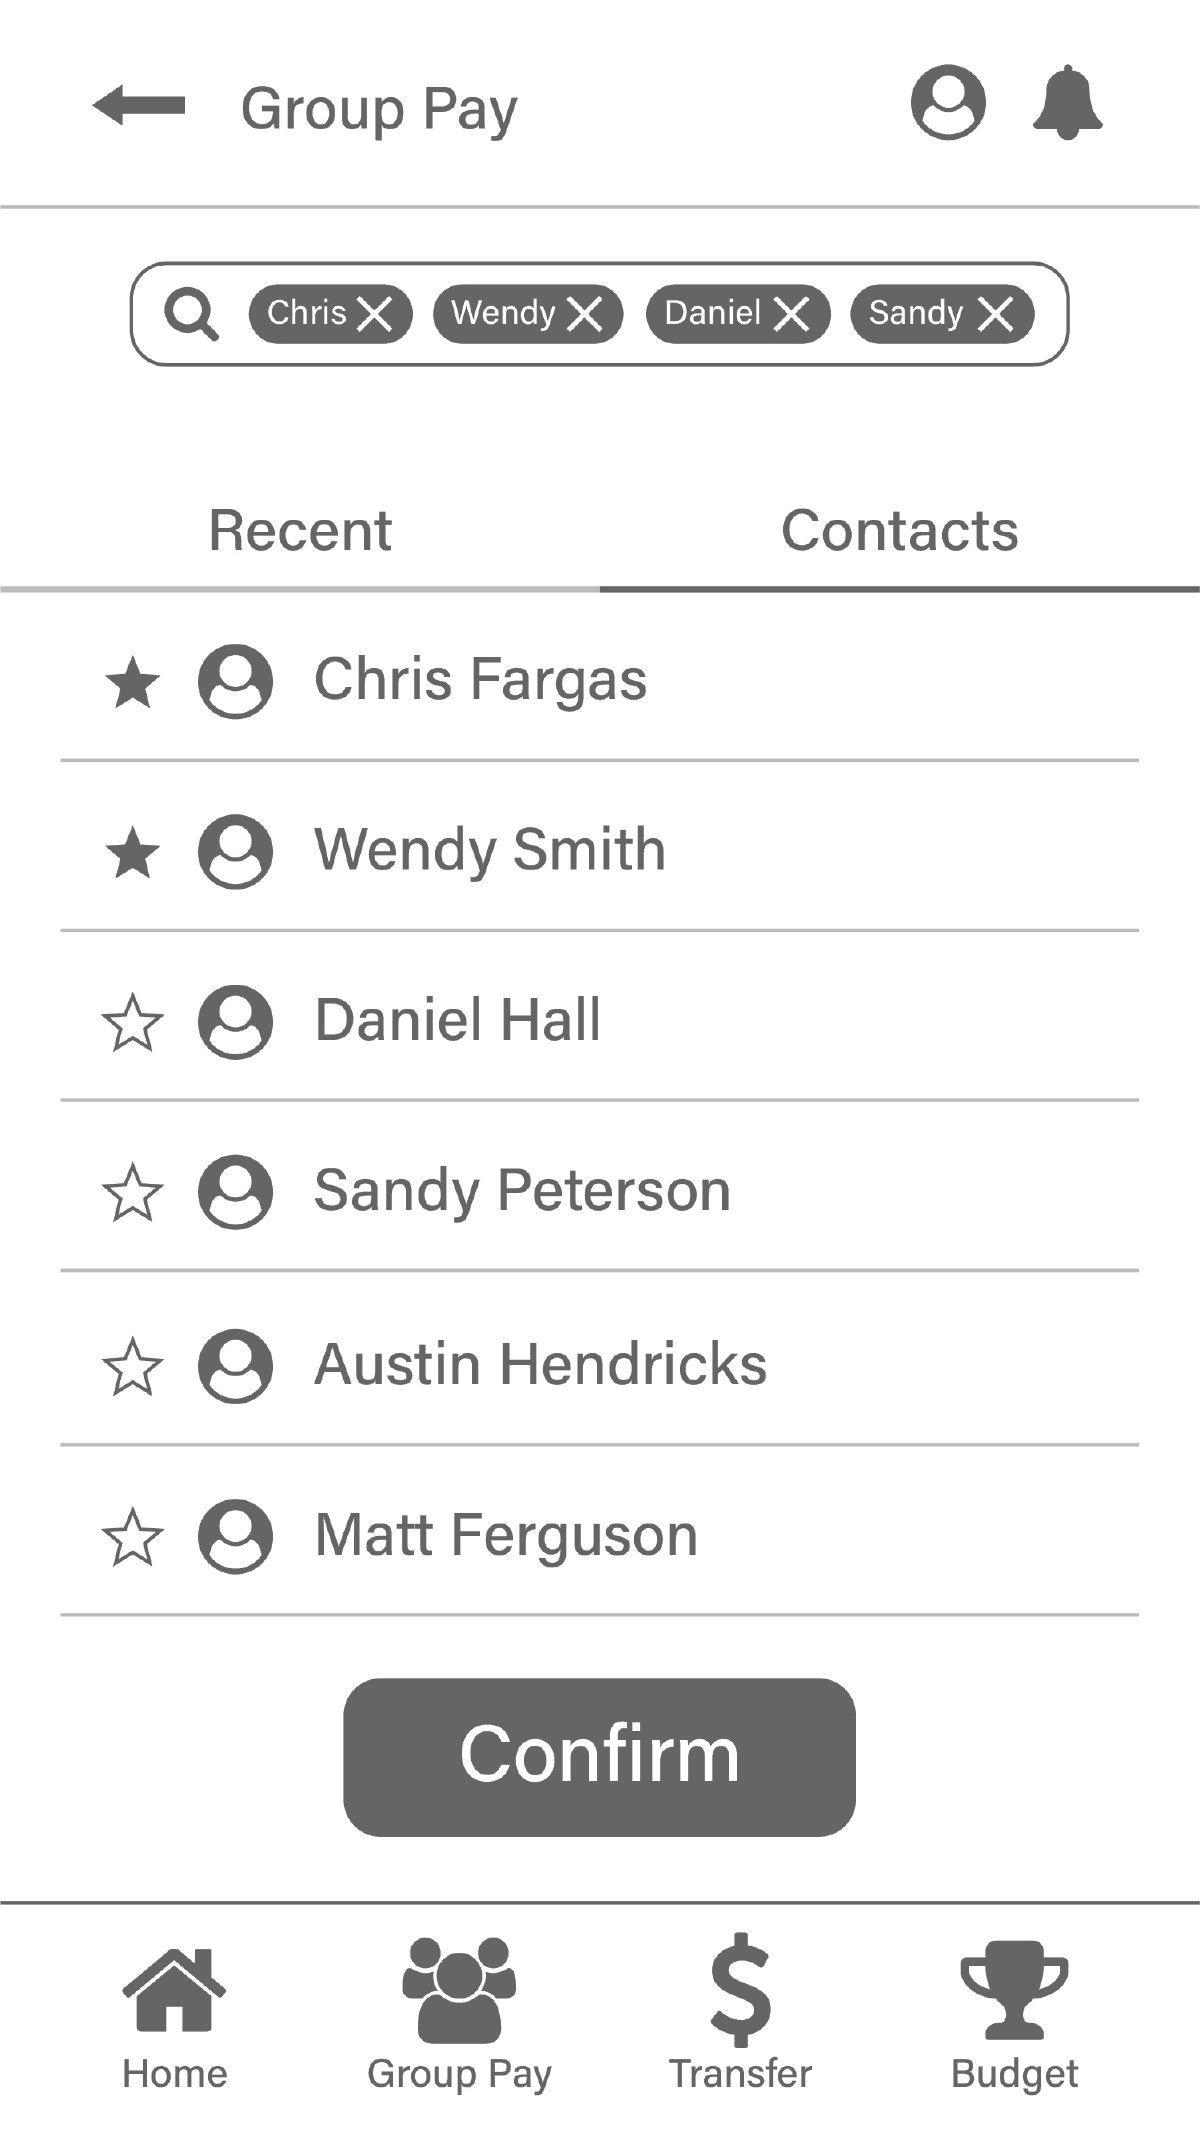 Group Pay
Chris Wendy Daniel Sandy
Recent Contacts
Chris Fargas
Wendy Smith
Daniel Hall
Sandy Peterson
Austin Hendricks
Matt Ferguson
Confirm
Home Group Pay Transfer Budget